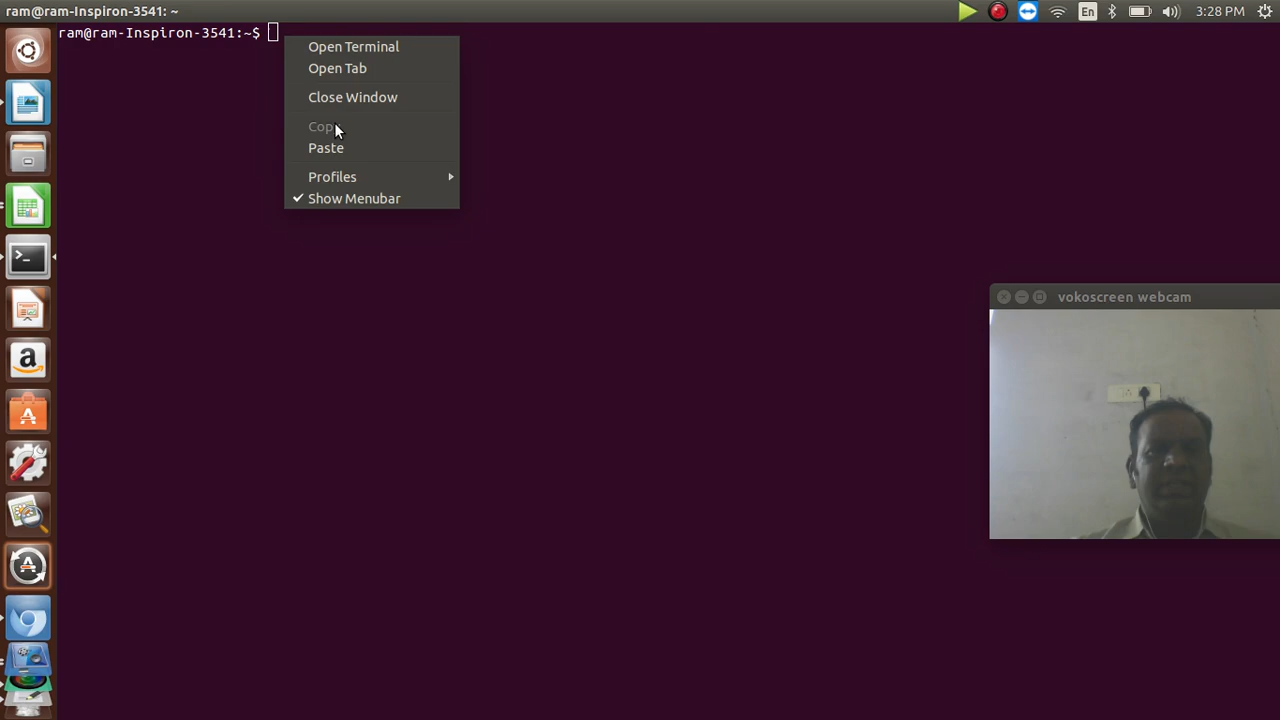 ram@ram-Inspiron-3541: ~
En
3:28 PM
ram@ram-Inspiron-3541:~$
Open Terminal
Open Tab
Close Window
Copy
Paste
Profiles
Show Menubar
vokoscreen webcam